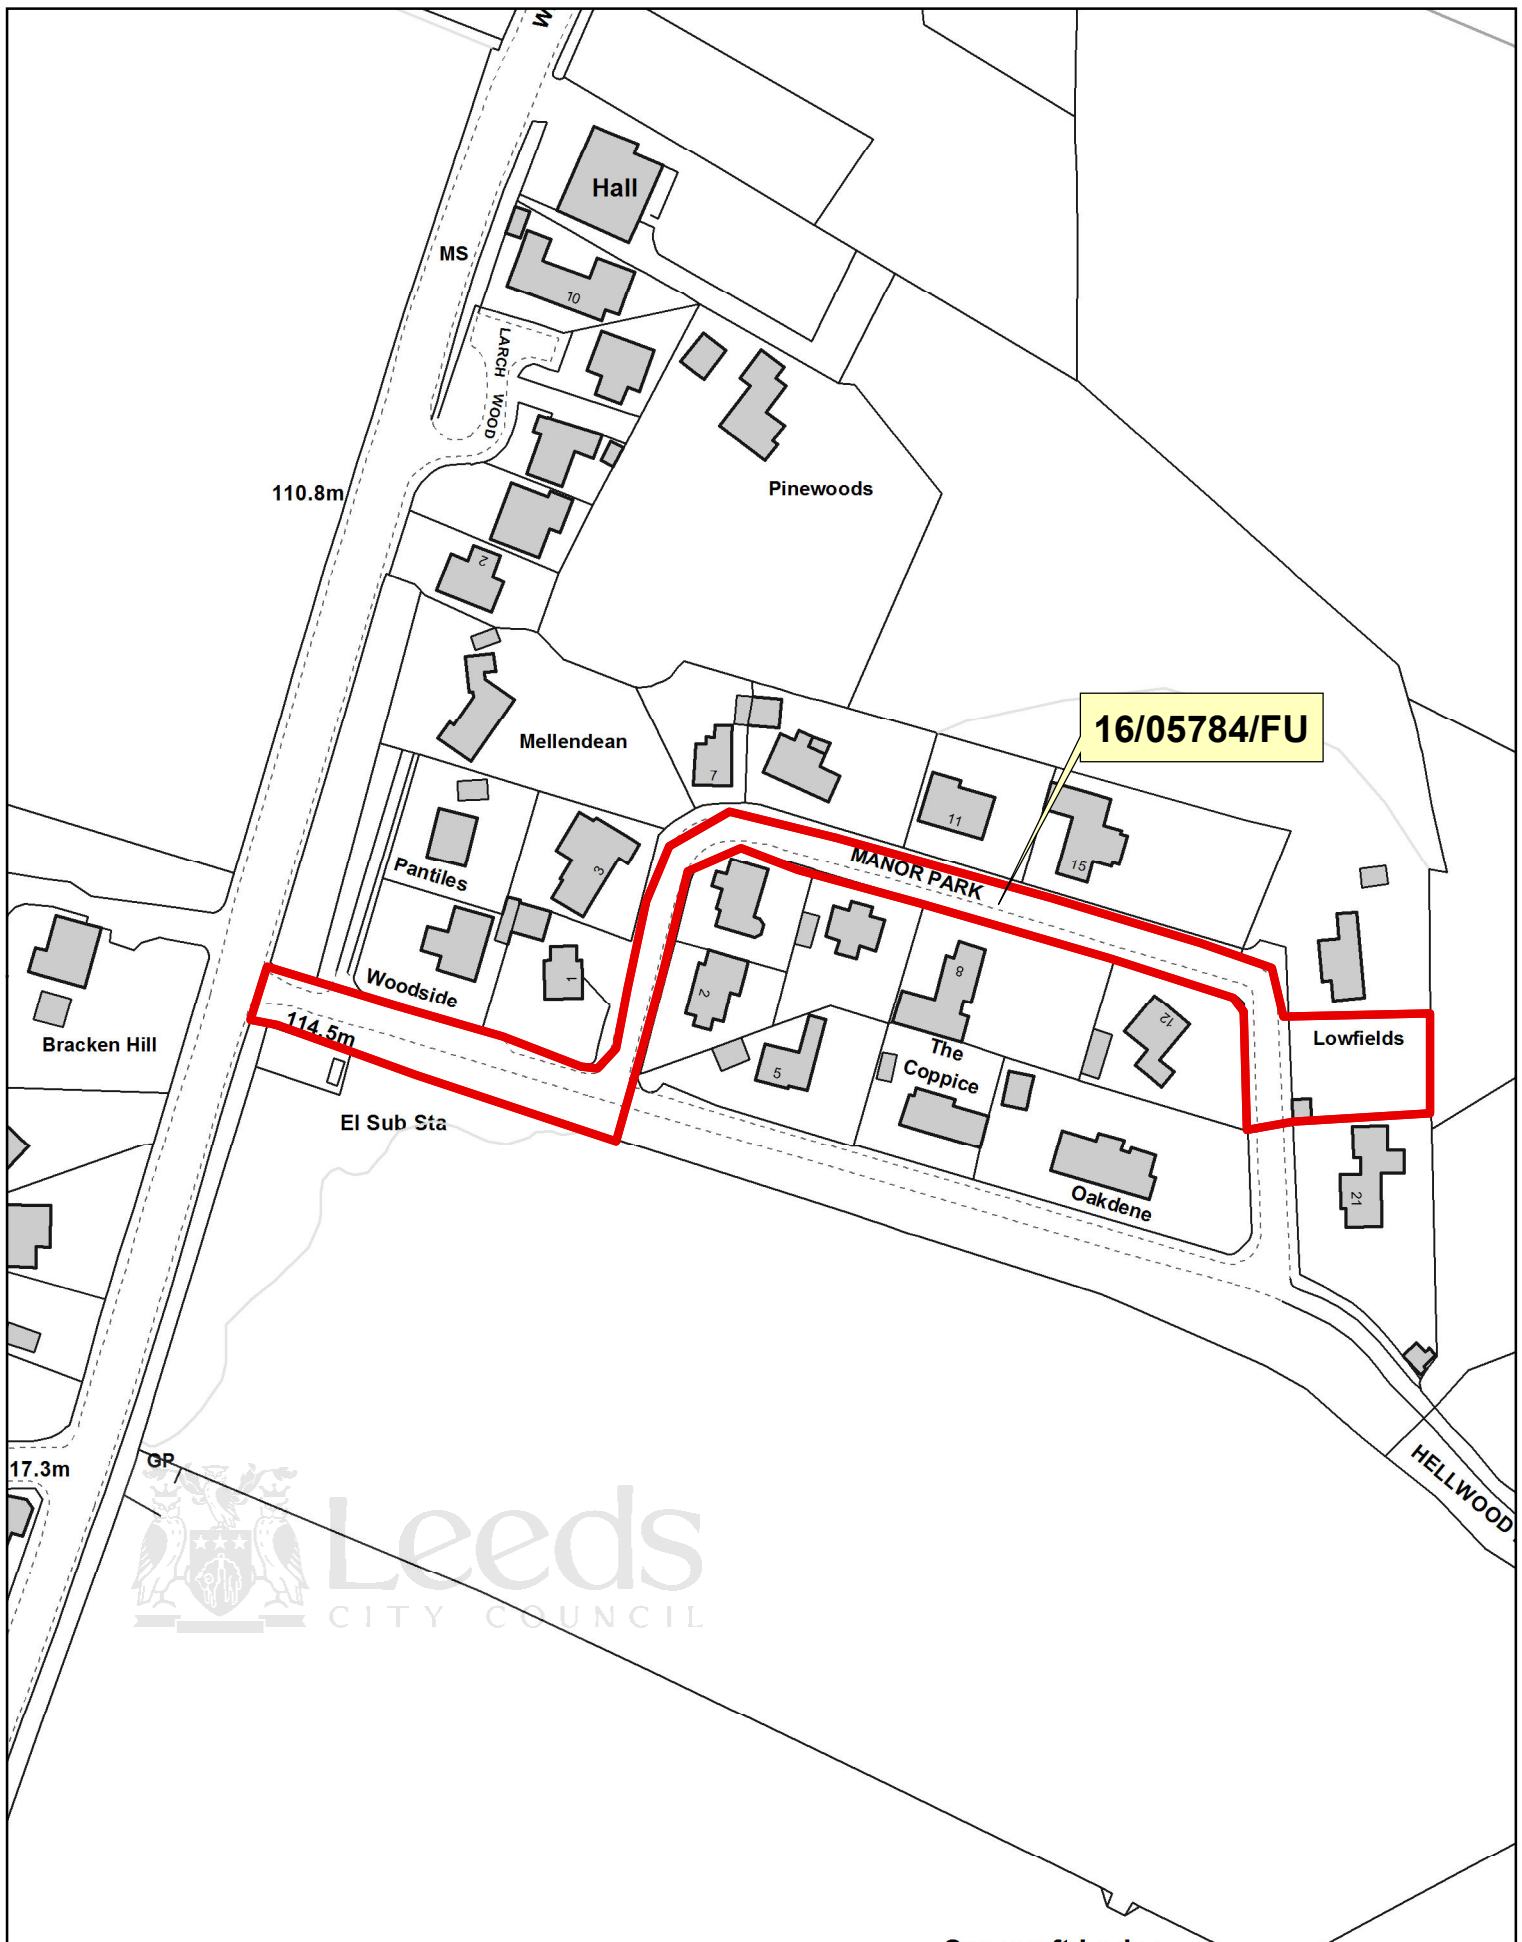 W
Hall
MS
10
LARCH WOOD
110.8m
Pinewoods
2
Mellendean
16/05784/FU
7
11
15
MANOR PARK
Pantiles
3
Woodside
1
2
8
12
114.5m
Bracken Hill
5
The
Coppice
Lowfields
El Sub Sta
Oakdene
21
17.3m
GP
HELLWOOD
Leeds
CITY COUNCIL